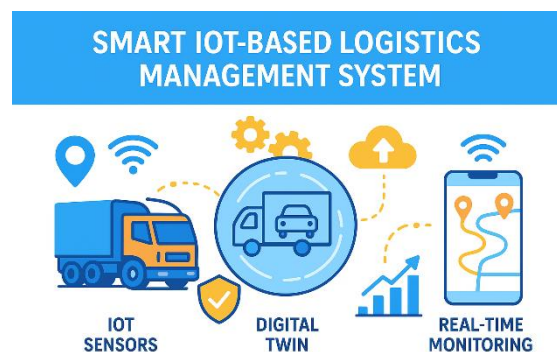 SMART IOT-BASED LOGISTICS
MANAGEMENT SYSTEM
IOT
SENSORS
DIGITAL
TWIN
REAL-TIME
MONITORING